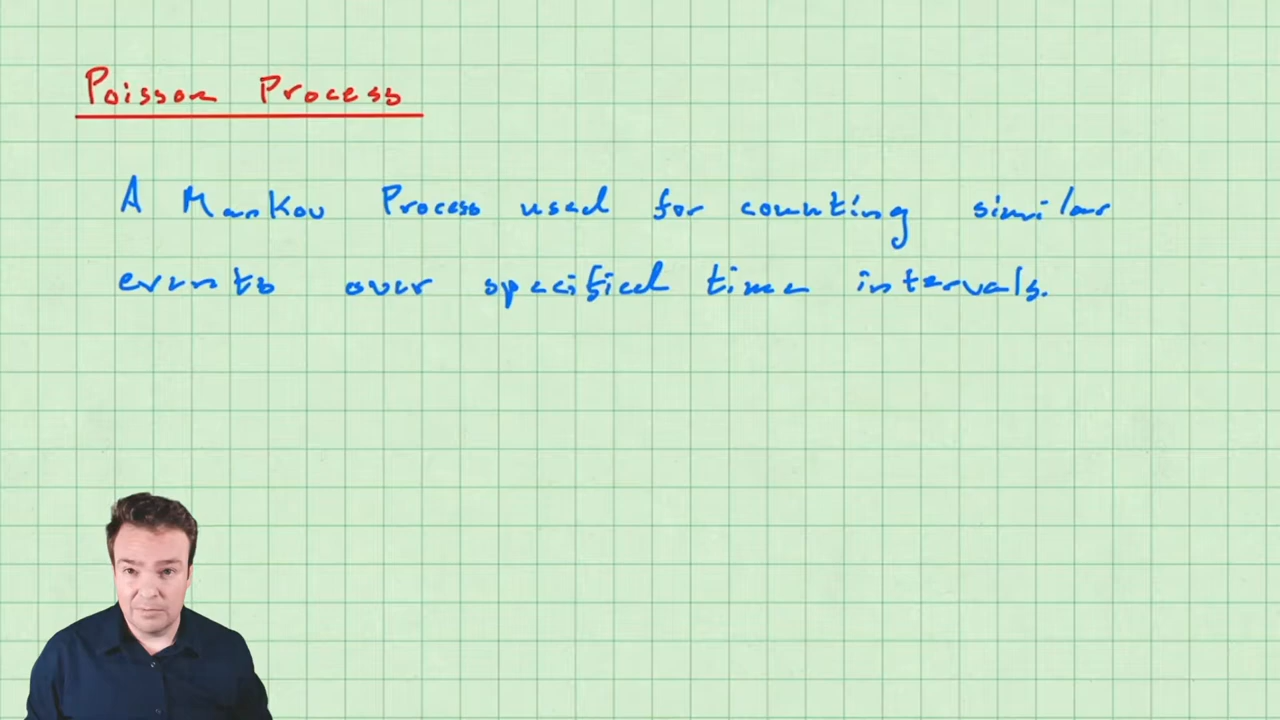 Poisson Process
A Markov Process used for counting similar
events over specified time intervals.